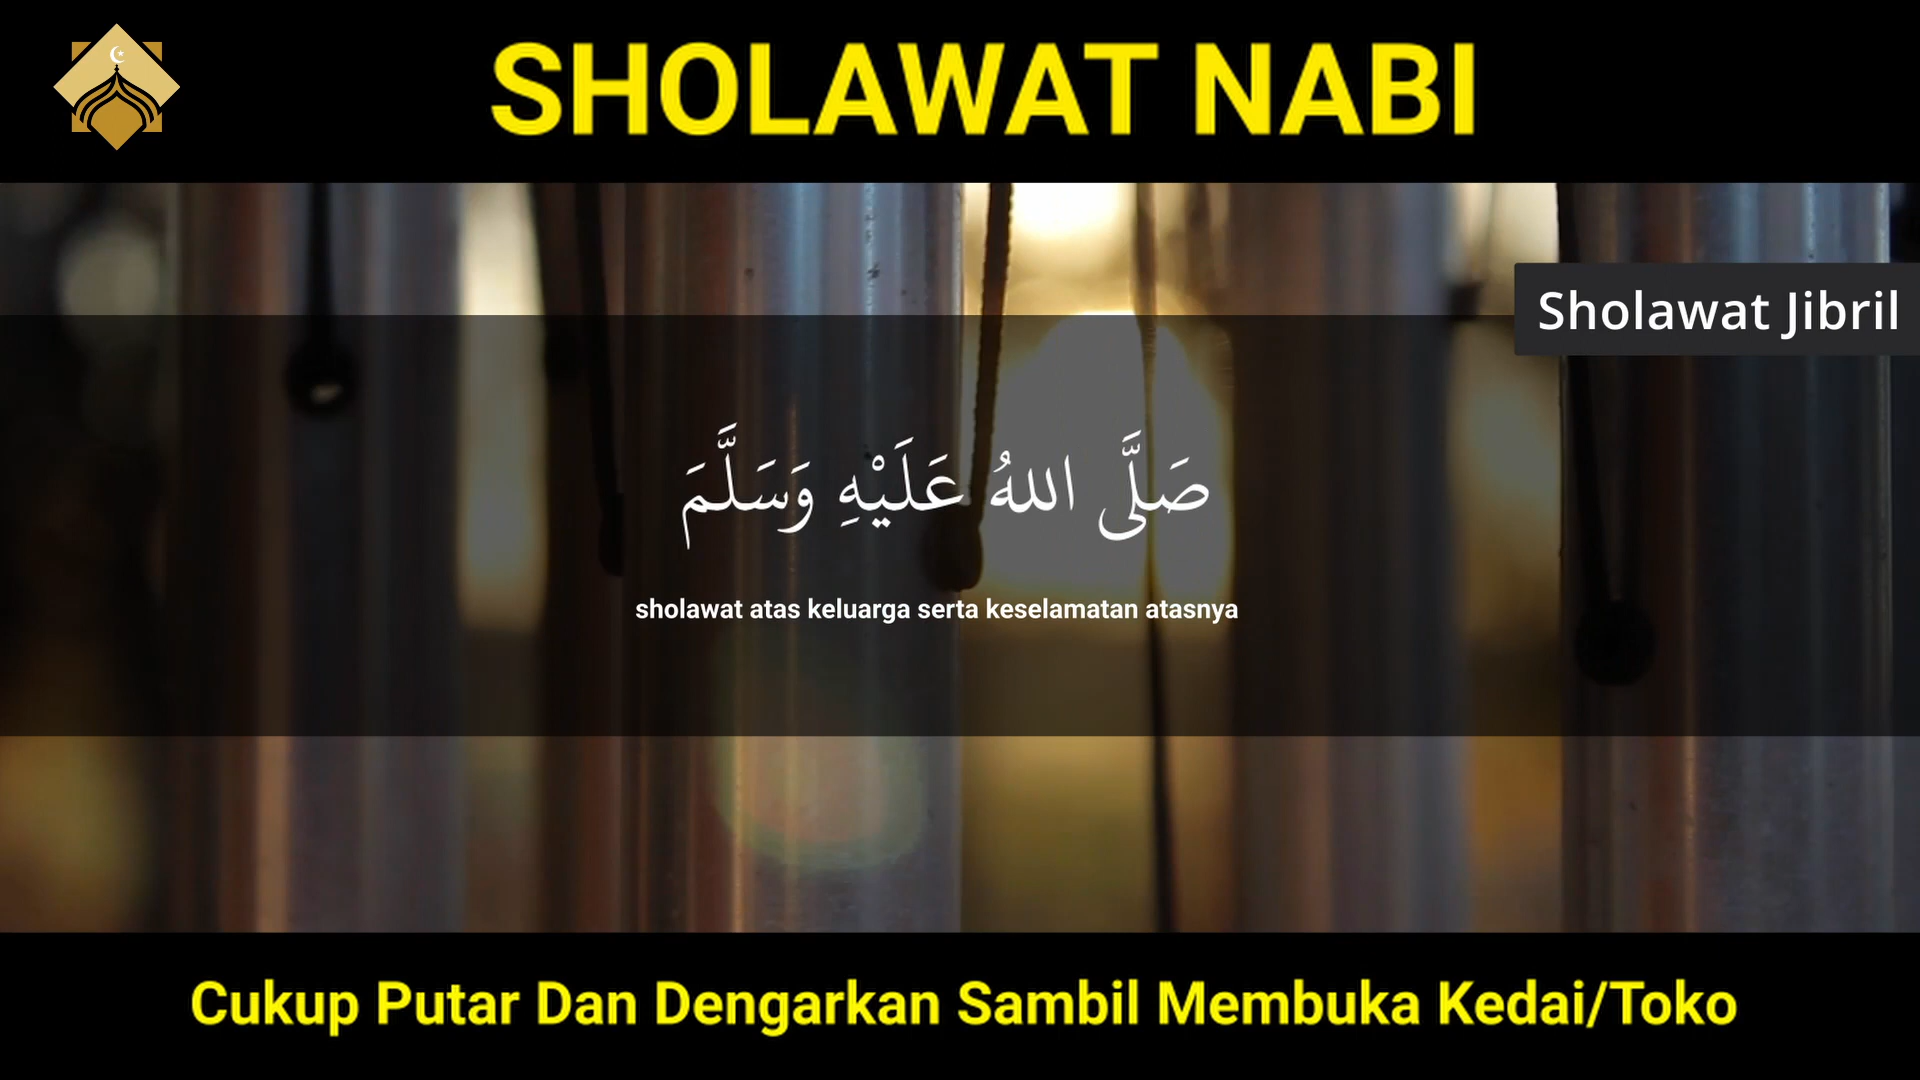 SHOLAWAT NABI
Sholawat Jibril
صَلَّى اللهُ عَلَيْهِ وَسَلَّمَ
sholawat atas keluarga serta keselamatan atasnya
Cukup Putar Dan Dengarkan Sambil Membuka Kedai/Toko